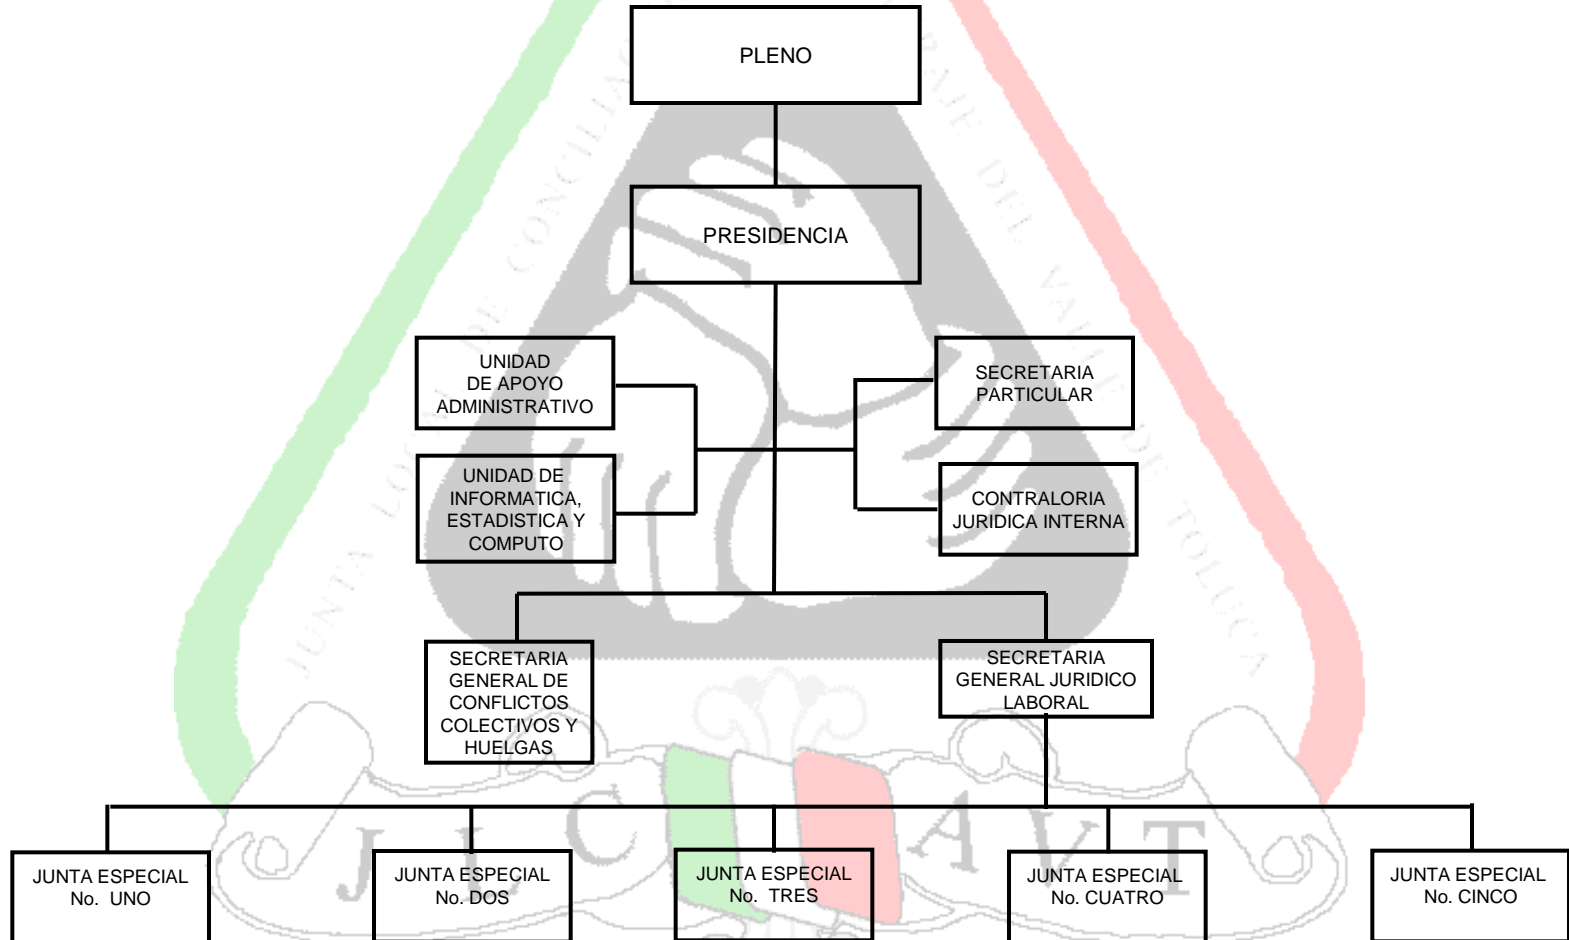 PLENO
PRESIDENCIA
UNIDAD
DE APOYO
ADMINISTRATIVO
SECRETARIA
PARTICULAR
UNIDAD DE
INFORMATICA,
ESTADISTICA Y
COMPUTO
CONTRALORIA
JURIDICA INTERNA
SECRETARIA
GENERAL DE
CONFLICTOS
COLECTIVOS Y
HUELGAS
SECRETARIA
GENERAL JURIDICO
LABORAL
JUNTA ESPECIAL
No. UNO
JUNTA ESPECIAL
No. DOS
JUNTA ESPECIAL
No. TRES
JUNTA ESPECIAL
No. CUATRO
JUNTA ESPECIAL
No. CINCO
J L C A V T